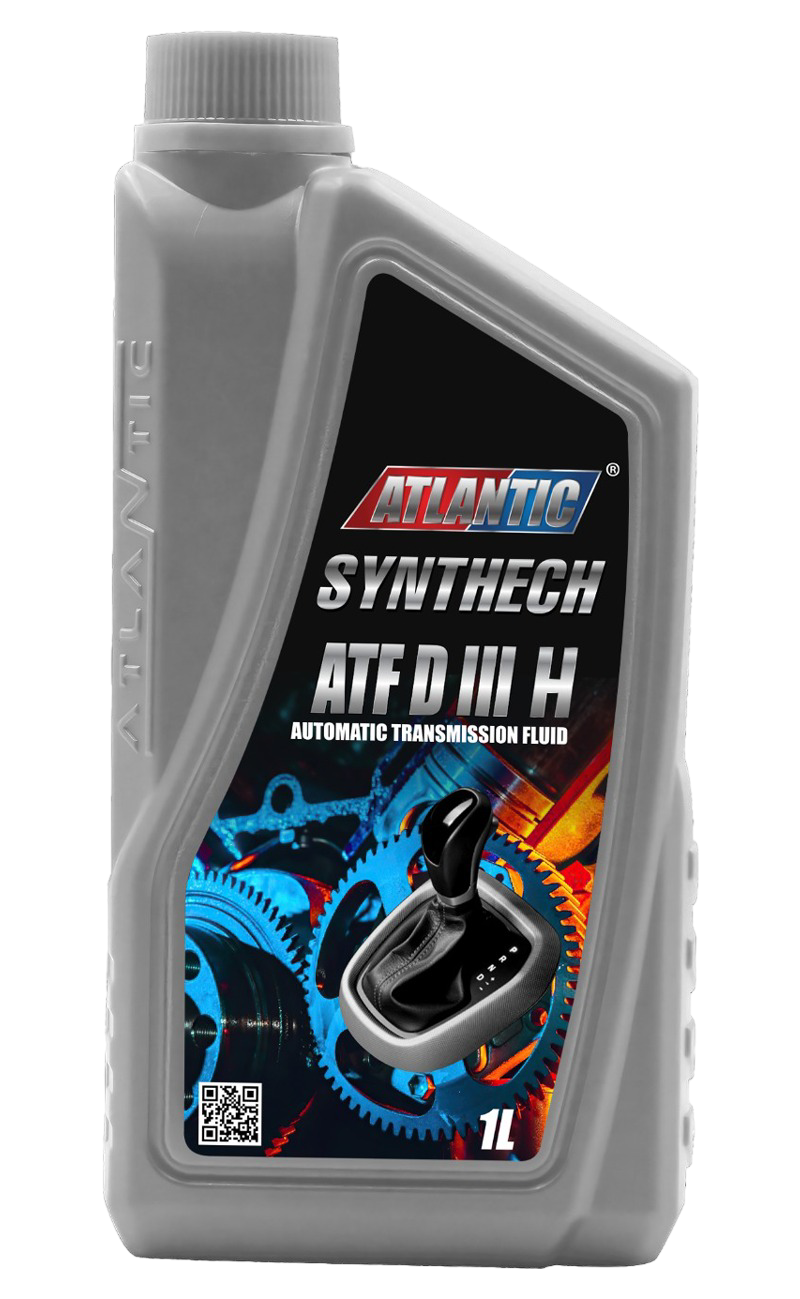 ATLANTIC
ATLANTIC®
SYNTHECH
ATF D III H
AUTOMATIC TRANSMISSION FLUID
P
R
N
D
1L